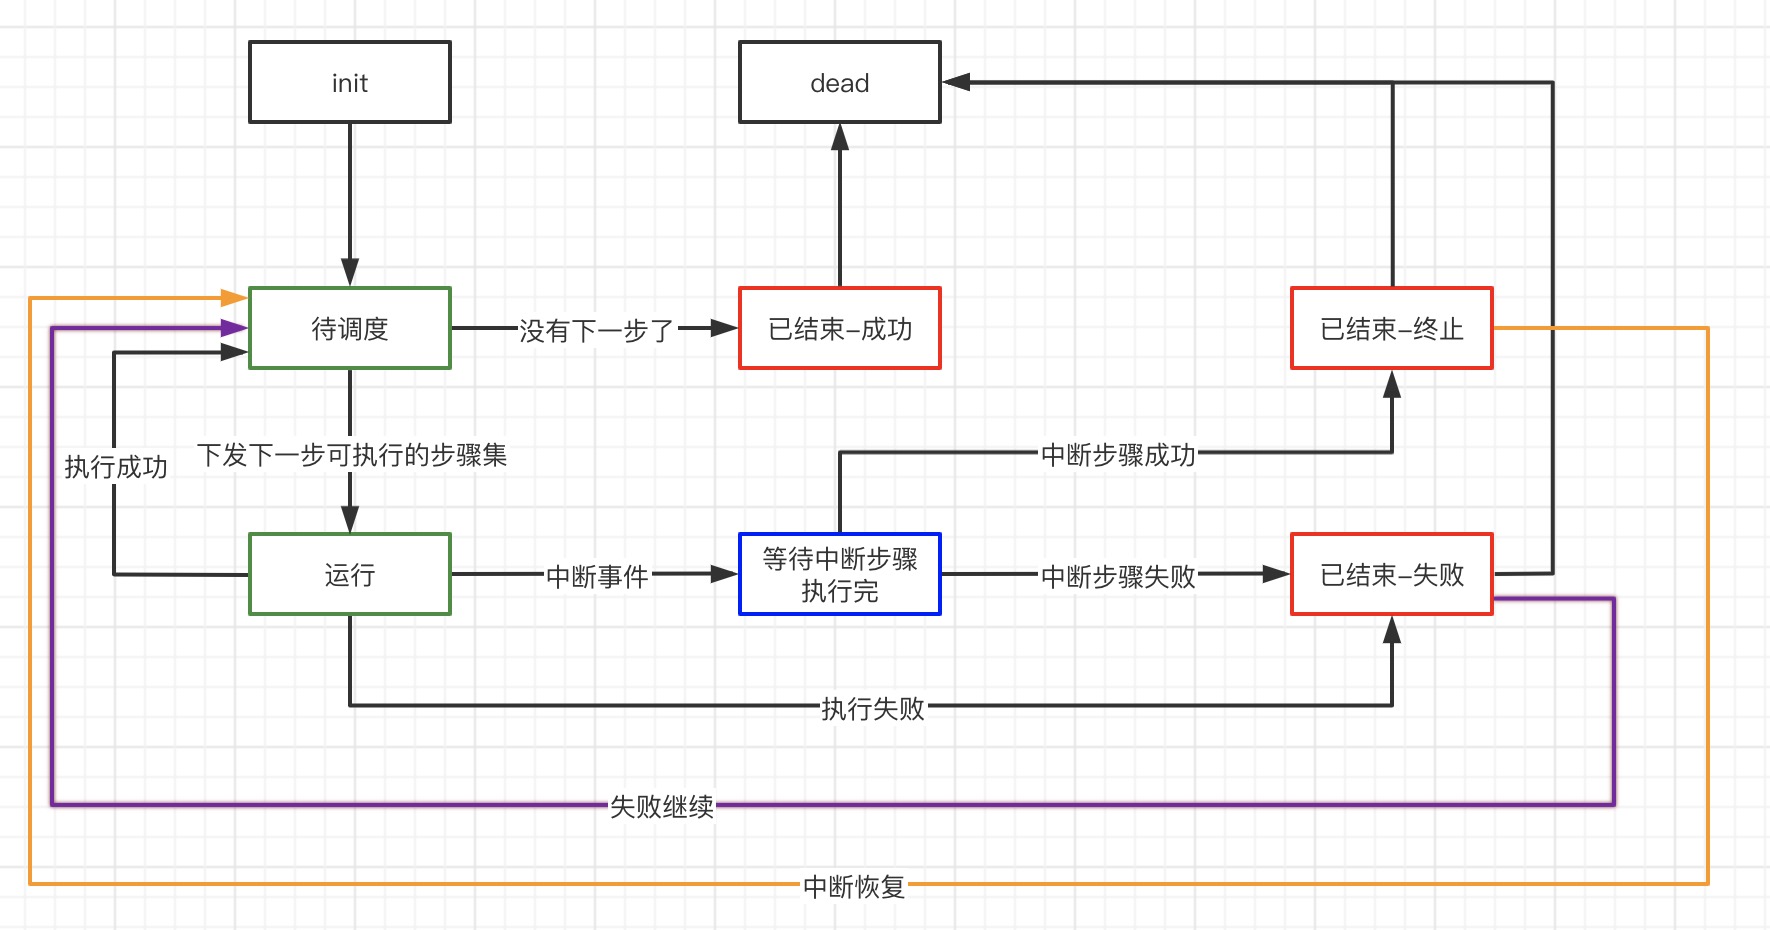 init
dead
待调度
没有下一步了
已结束-成功
已结束-终止
执行成功
下发下一步可执行的步骤集
中断步骤成功
运行
中断事件
等待中断步骤
执行完
中断步骤失败
已结束-失败
执行失败
失败继续
中断恢复